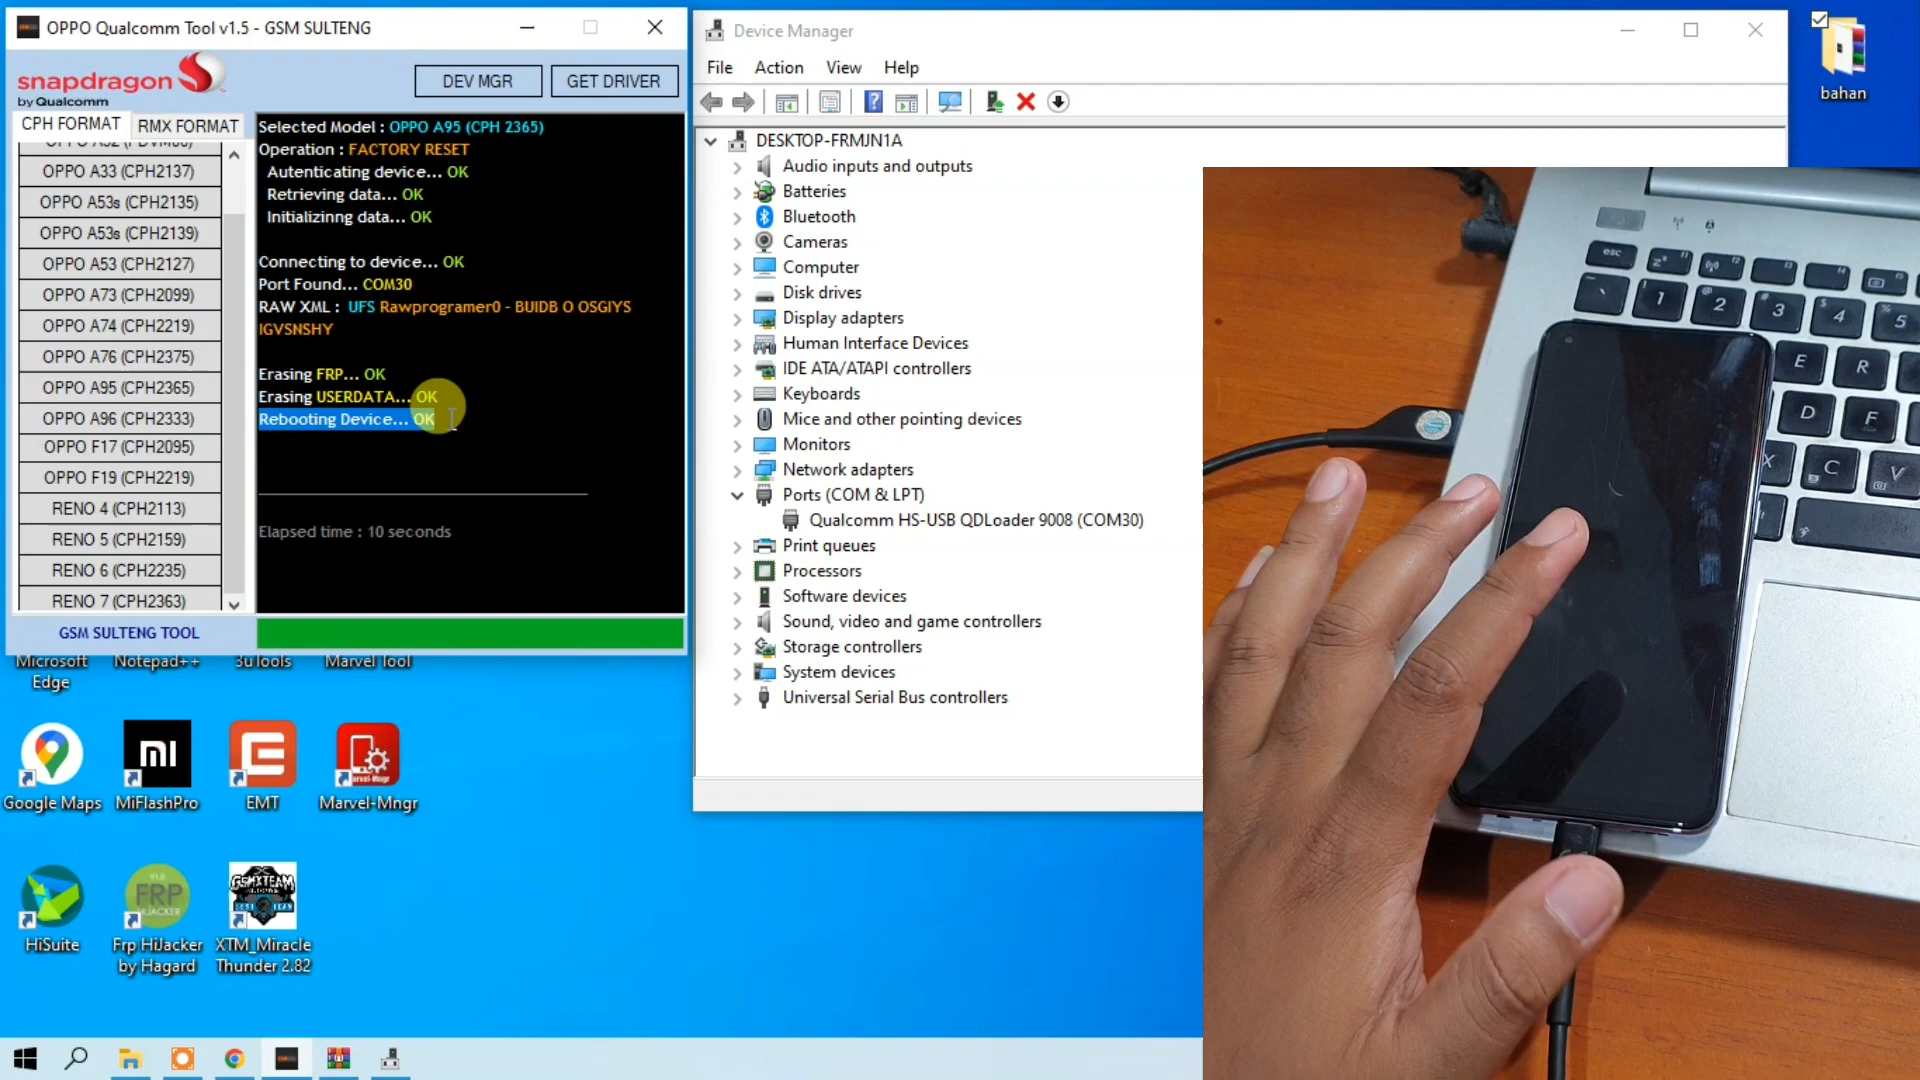 OPPO Qualcomm Tool v1.5 - GSM SULTENG
snapdragon
by Qualcomm
DEV MGR
GET DRIVER
CPH FORMAT
RMX FORMAT
OPPO A33 (CPH2137)
OPPO A53s (CPH2135)
OPPO A53s (CPH2139)
OPPO A53 (CPH2127)
OPPO A73 (CPH2099)
OPPO A74 (CPH2219)
OPPO A76 (CPH2375)
OPPO A95 (CPH2365)
OPPO A96 (CPH2333)
OPPO F17 (CPH2095)
OPPO F19 (CPH2219)
RENO 4 (CPH2113)
RENO 5 (CPH2159)
RENO 6 (CPH2235)
RENO 7 (CPH2363)
GSM SULTENG TOOL
Selected Model : OPPO A95 (CPH 2365)
Operation : FACTORY RESET
Autenticating device... OK
Retrieving data... OK
Initializinng data... OK
Connecting to device... OK
Port Found... COM30
RAW XML : UFS Rawprogramer0 - BUIDB O OSGIYS
IGVSNSHY
Erasing FRP... OK
Erasing USERDATA... OK
Rebooting Device... OK
Elapsed time : 10 seconds
Device Manager
File Action View Help
DESKTOP-FRMJN1A
Audio inputs and outputs
Batteries
Bluetooth
Cameras
Computer
Disk drives
Display adapters
Human Interface Devices
IDE ATA/ATAPI controllers
Keyboards
Mice and other pointing devices
Monitors
Network adapters
Ports (COM & LPT)
Qualcomm HS-USB QDLoader 9008 (COM30)
Print queues
Processors
Software devices
Sound, video and game controllers
Storage controllers
System devices
Universal Serial Bus controllers
bahan
Microsoft
Edge
Notepad++
3uTools
Marvel Tool
Google Maps
MiFlashPro
EMT
Marvel-Mngr
HiSuite
FRP
HIJACKER
Frp HiJacker
by Hagard
GSMXTEAM
XTM_Miracle
Thunder 2.82
esc
1
2
3
4
5
E
R
D
F
X
C
V